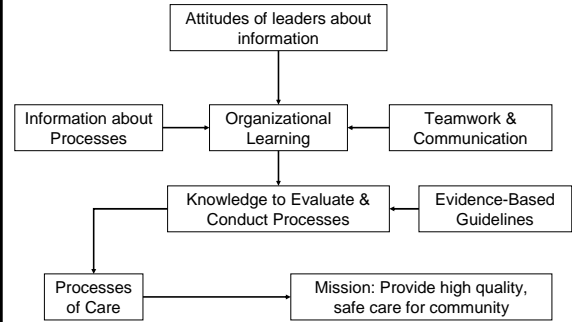 Attitudes of leaders about
information
Information about
Processes
Organizational
Learning
Teamwork &
Communication
Knowledge to Evaluate &
Conduct Processes
Evidence-Based
Guidelines
Processes
of Care
Mission: Provide high quality,
safe care for community